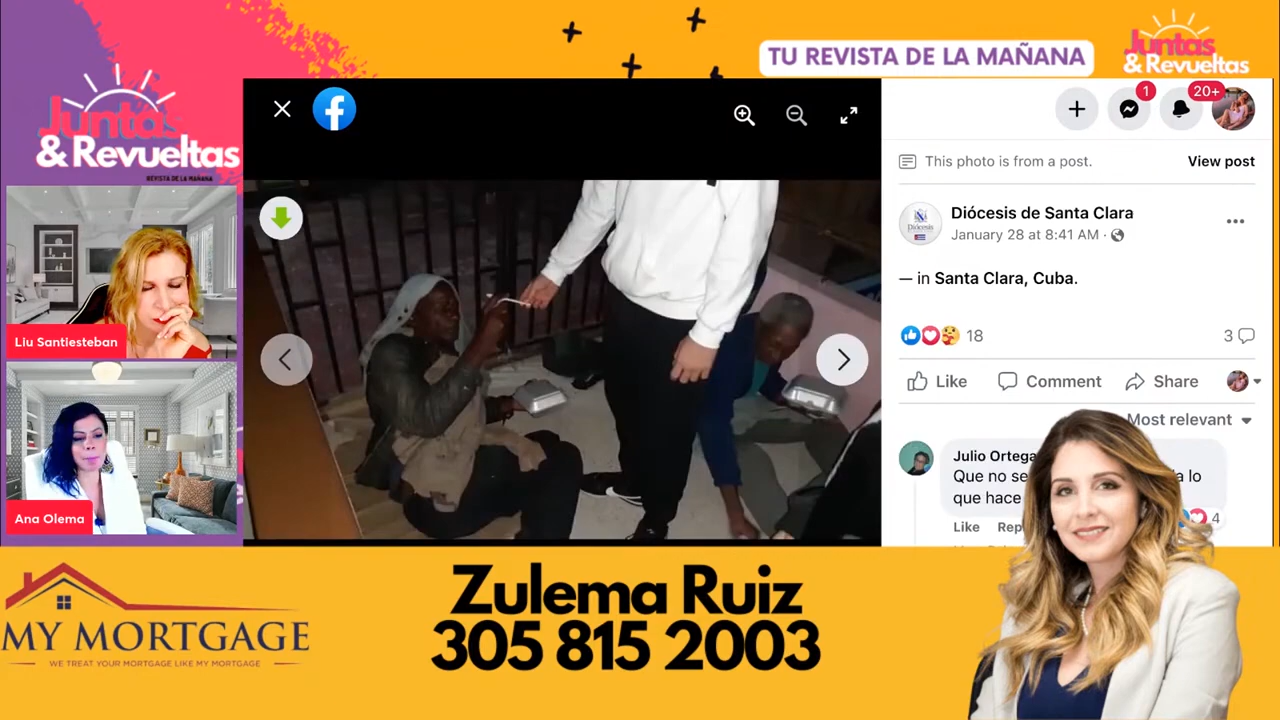 TU REVISTA DE LA MAÑANA
Juntas
& Revueltas
Juntas
& Revueltas
REVISTA DE LA MAÑANA
1
20+
This photo is from a post.
View post
Diócesis de Santa Clara
January 28 at 8:41 AM ·
— in Santa Clara, Cuba.
18
3
Like
Comment
Share
Most relevant
Julio Ortega
Que no se
lo
que hace
Like
4
Liu Santiesteban
Ana Olema
MY MORTGAGE
WE TREAT YOUR MORTGAGE LIKE MY MORTGAGE
Zulema Ruiz
305 815 2003